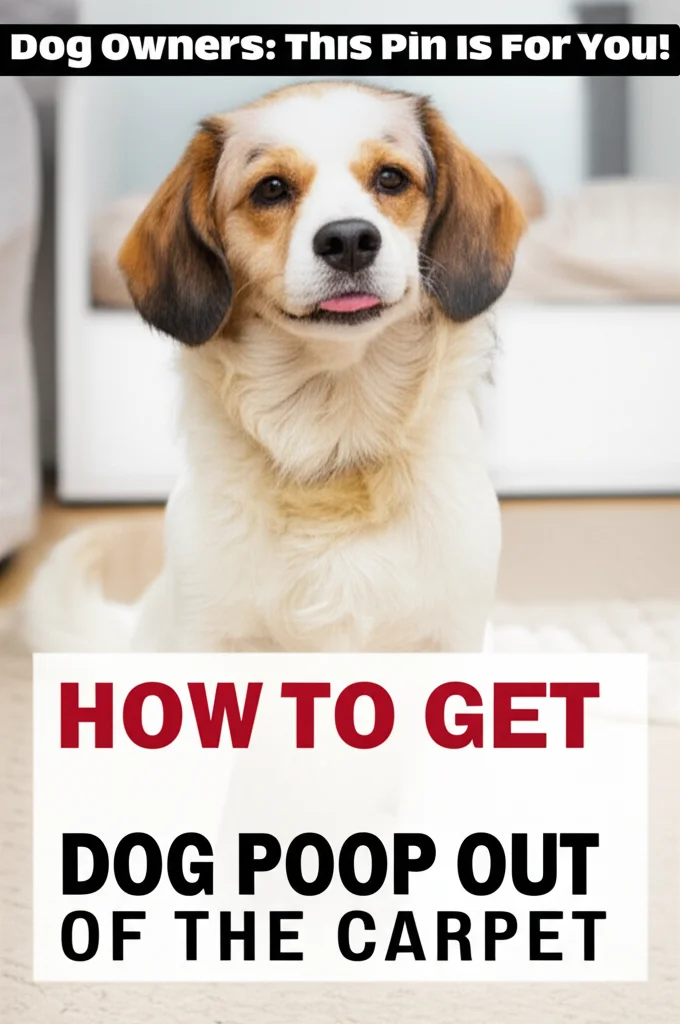 Dog Owners: This Pin is For You!
HOW TO GET
DOG POOP OUT
OF THE CARPET